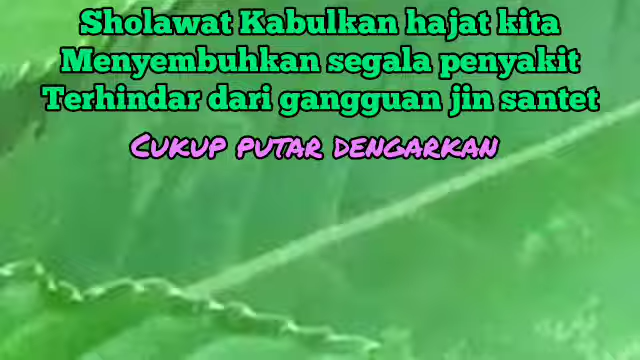 Sholawat Kabulkan hajat kita
Menyembuhkan segala penyakit
Terhindar dari gangguan jin santet
Cukup putar dengarkan